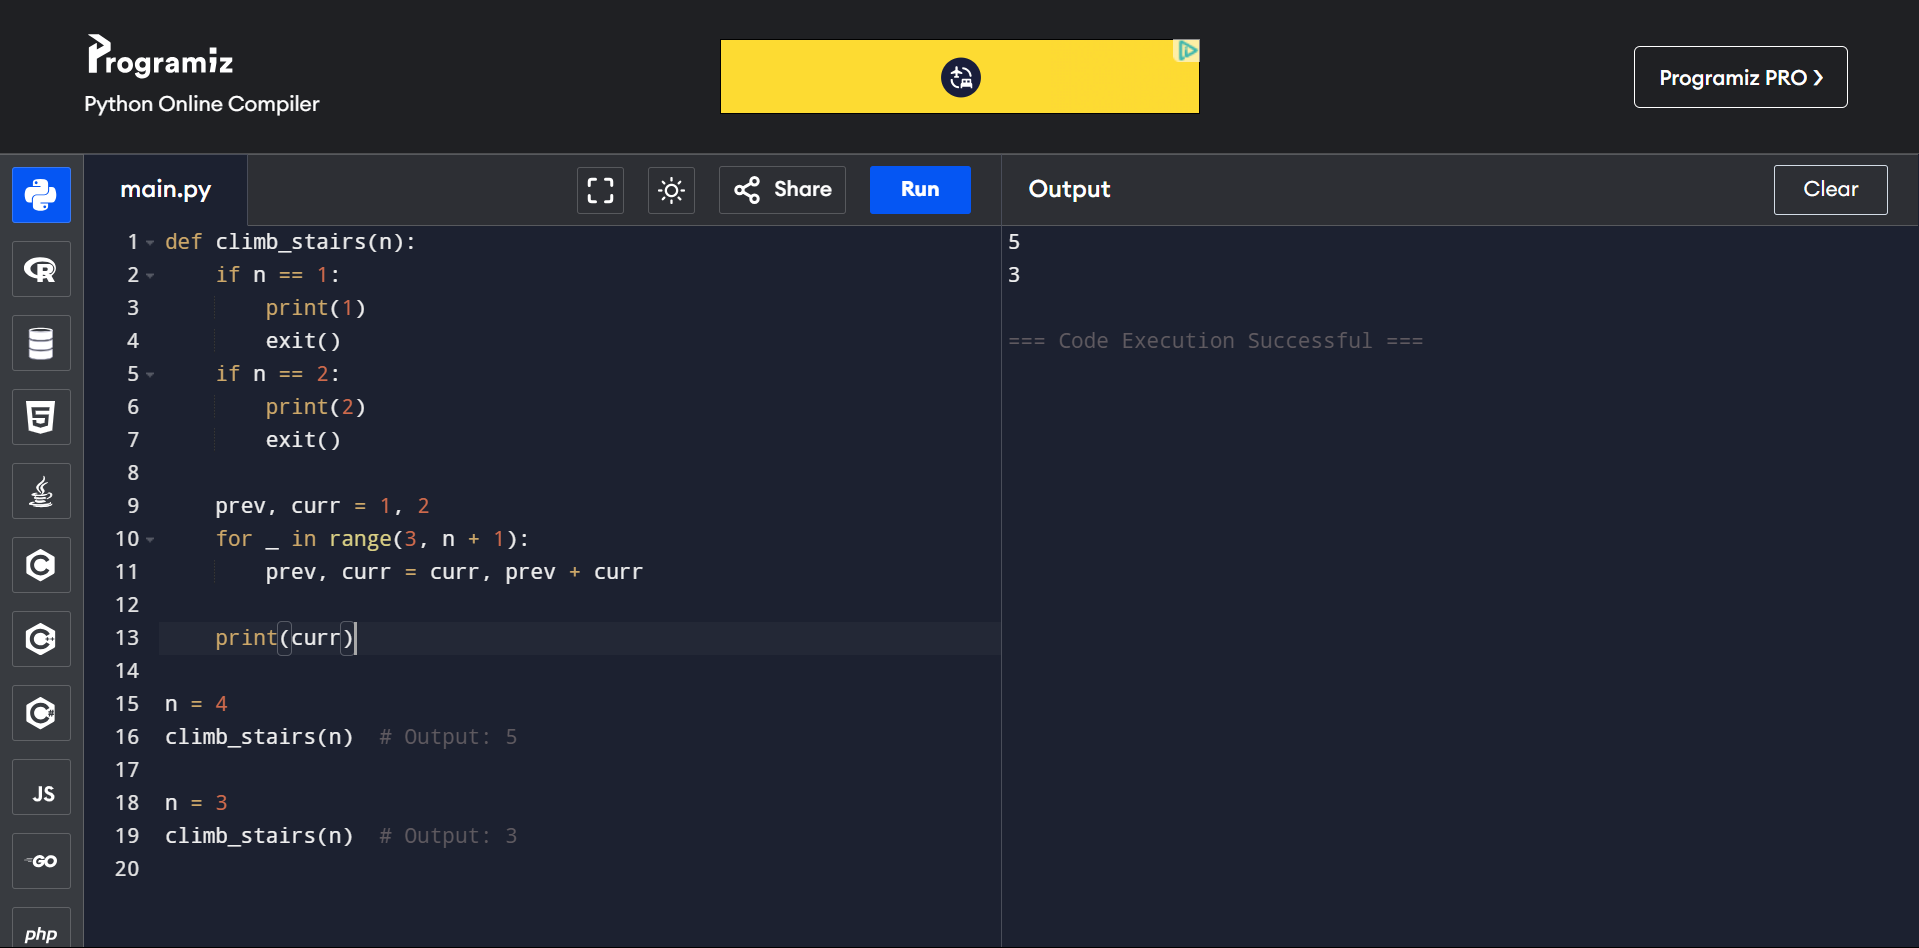 Programiz
Python Online Compiler
Programiz PRO ❯
main.py
Share
Run
Output
Clear
1 def climb_stairs(n):
2     if n == 1:
3         print(1)
4         exit()
5     if n == 2:
6         print(2)
7         exit()
8
9     prev, curr = 1, 2
10     for _ in range(3, n + 1):
11         prev, curr = curr, prev + curr
12
13     print(curr)
14
15 n = 4
16 climb_stairs(n)  # Output: 5
17
18 n = 3
19 climb_stairs(n)  # Output: 3
20
5
3
=== Code Execution Successful ===
R
5
C
C++
C#
JS
GO
php